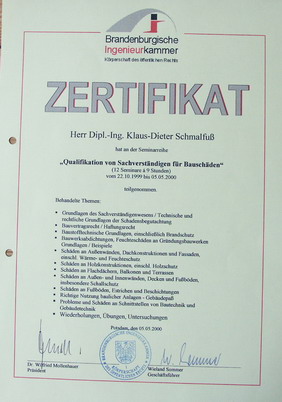 Brandenburgische
Ingenieurkammer
Körperschaft des öffentlichen Rechts
ZERTIFIKAT
Herr Dipl.-Ing. Klaus-Dieter Schmalfuß
hat an der Seminarreihe
„Qualifikation von Sachverständigen für Bauschäden“
(12 Seminare á 9 Stunden)
vom 22.10.1999 bis 05.05.2000
teilgenommen.
Behandelte Themen:
• Grundlagen des Sachverständigenwesens / Technische und
rechtliche Grundlagen der Schadensbegutachtung
• Bauvertragsrecht / Haftungsrecht
• Baustofftechnische Grundlagen, einschließlich Brandschutz
• Bauwerksabdichtungen, Feuchteschäden an Gründungsbauwerken
Grundlagen / Beispiele
• Schäden an Außenwänden, Dachkonstruktionen und Fassaden,
einschl. Wärme- und Feuchteschutz
• Schäden an Holzkonstruktionen, einschl. Holzschutz
• Schäden an Flachdächern, Balkonen und Terrassen
• Schäden an Außen- und Innenwänden, Decken und Fußböden,
insbesondere Schallschutz
• Schäden an Fußböden, Estrichen und Beschichtungen
• Richtige Nutzung baulicher Anlagen - Gebäudepaß
• Probleme und Schäden an Schnittstellen von Bautechnik und
Gebäudetechnik
• Wiederholungen, Übungen, Untersuchungen
Potsdam, den 05.05.2000
Dr. Wilfried Mollenhauer
Präsident
Wieland Sommer
Geschäftsführer